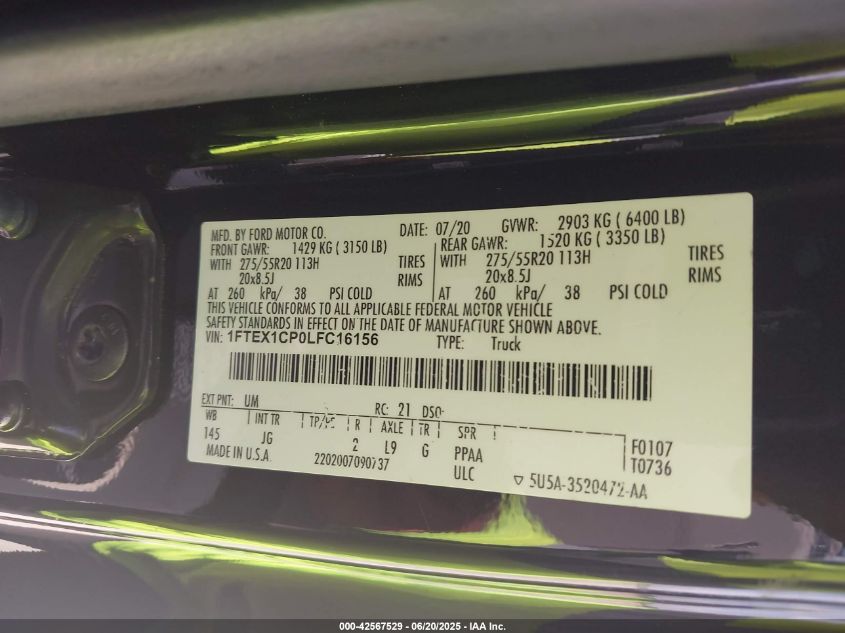 MFD. BY FORD MOTOR CO. DATE: 07/20 GVWR: 2903 KG ( 6400 LB)
FRONT GAWR: 1429 KG ( 3150 LB) REAR GAWR: 1520 KG ( 3350 LB)
WITH 275/55R20 113H TIRES WITH 275/55R20 113H TIRES
20x8.5J RIMS 20x8.5J RIMS
AT 260 kPa/ 38 PSI COLD AT 260 kPa/ 38 PSI COLD
THIS VEHICLE CONFORMS TO ALL APPLICABLE FEDERAL MOTOR VEHICLE
SAFETY STANDARDS IN EFFECT ON THE DATE OF MANUFACTURE SHOWN ABOVE.
VIN: 1FTEX1CP0LFC16156 TYPE: Truck
EXT PNT: UM RC: 21 DSO:
WB INT TR TP/PS R AXLE TR SPR
145 JG 2 L9 G PPAA F0107
ULC T0736
MADE IN U.S.A. 2202007090737 ▽ 5U5A-3520472-AA
000-42567529 - 06/20/2025 - IAA Inc.